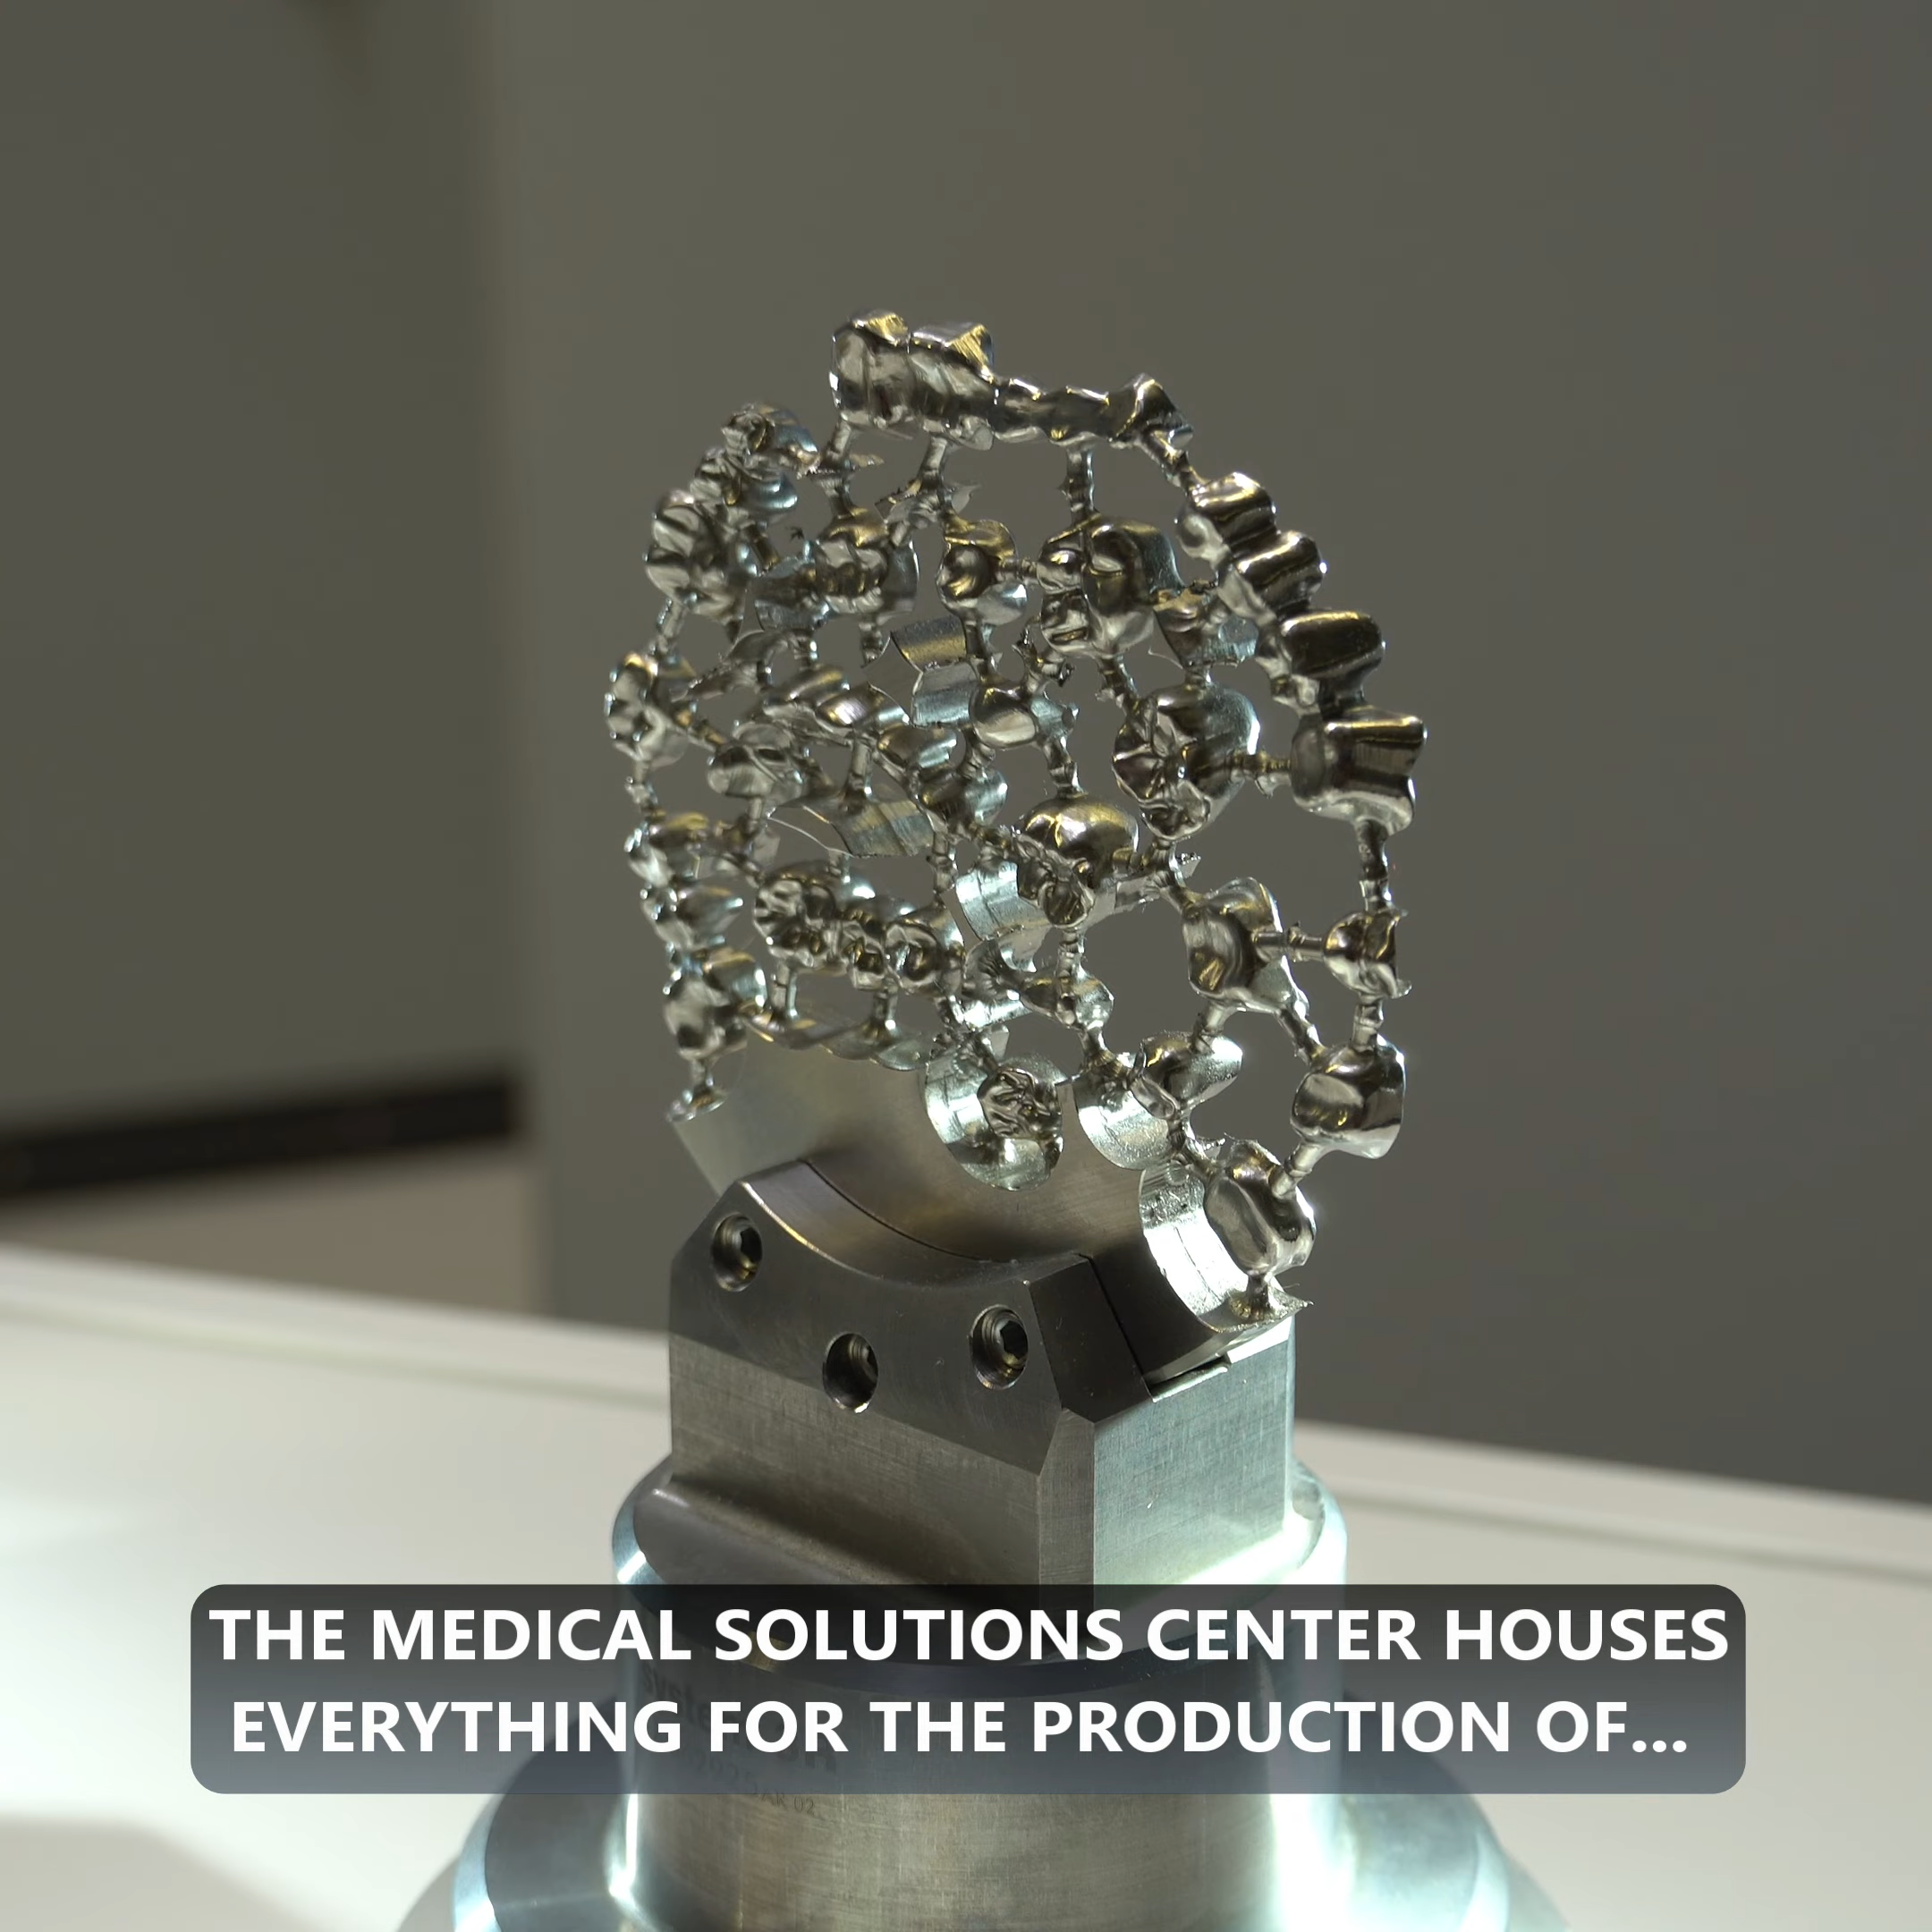 THE MEDICAL SOLUTIONS CENTER HOUSES
EVERYTHING FOR THE PRODUCTION OF...